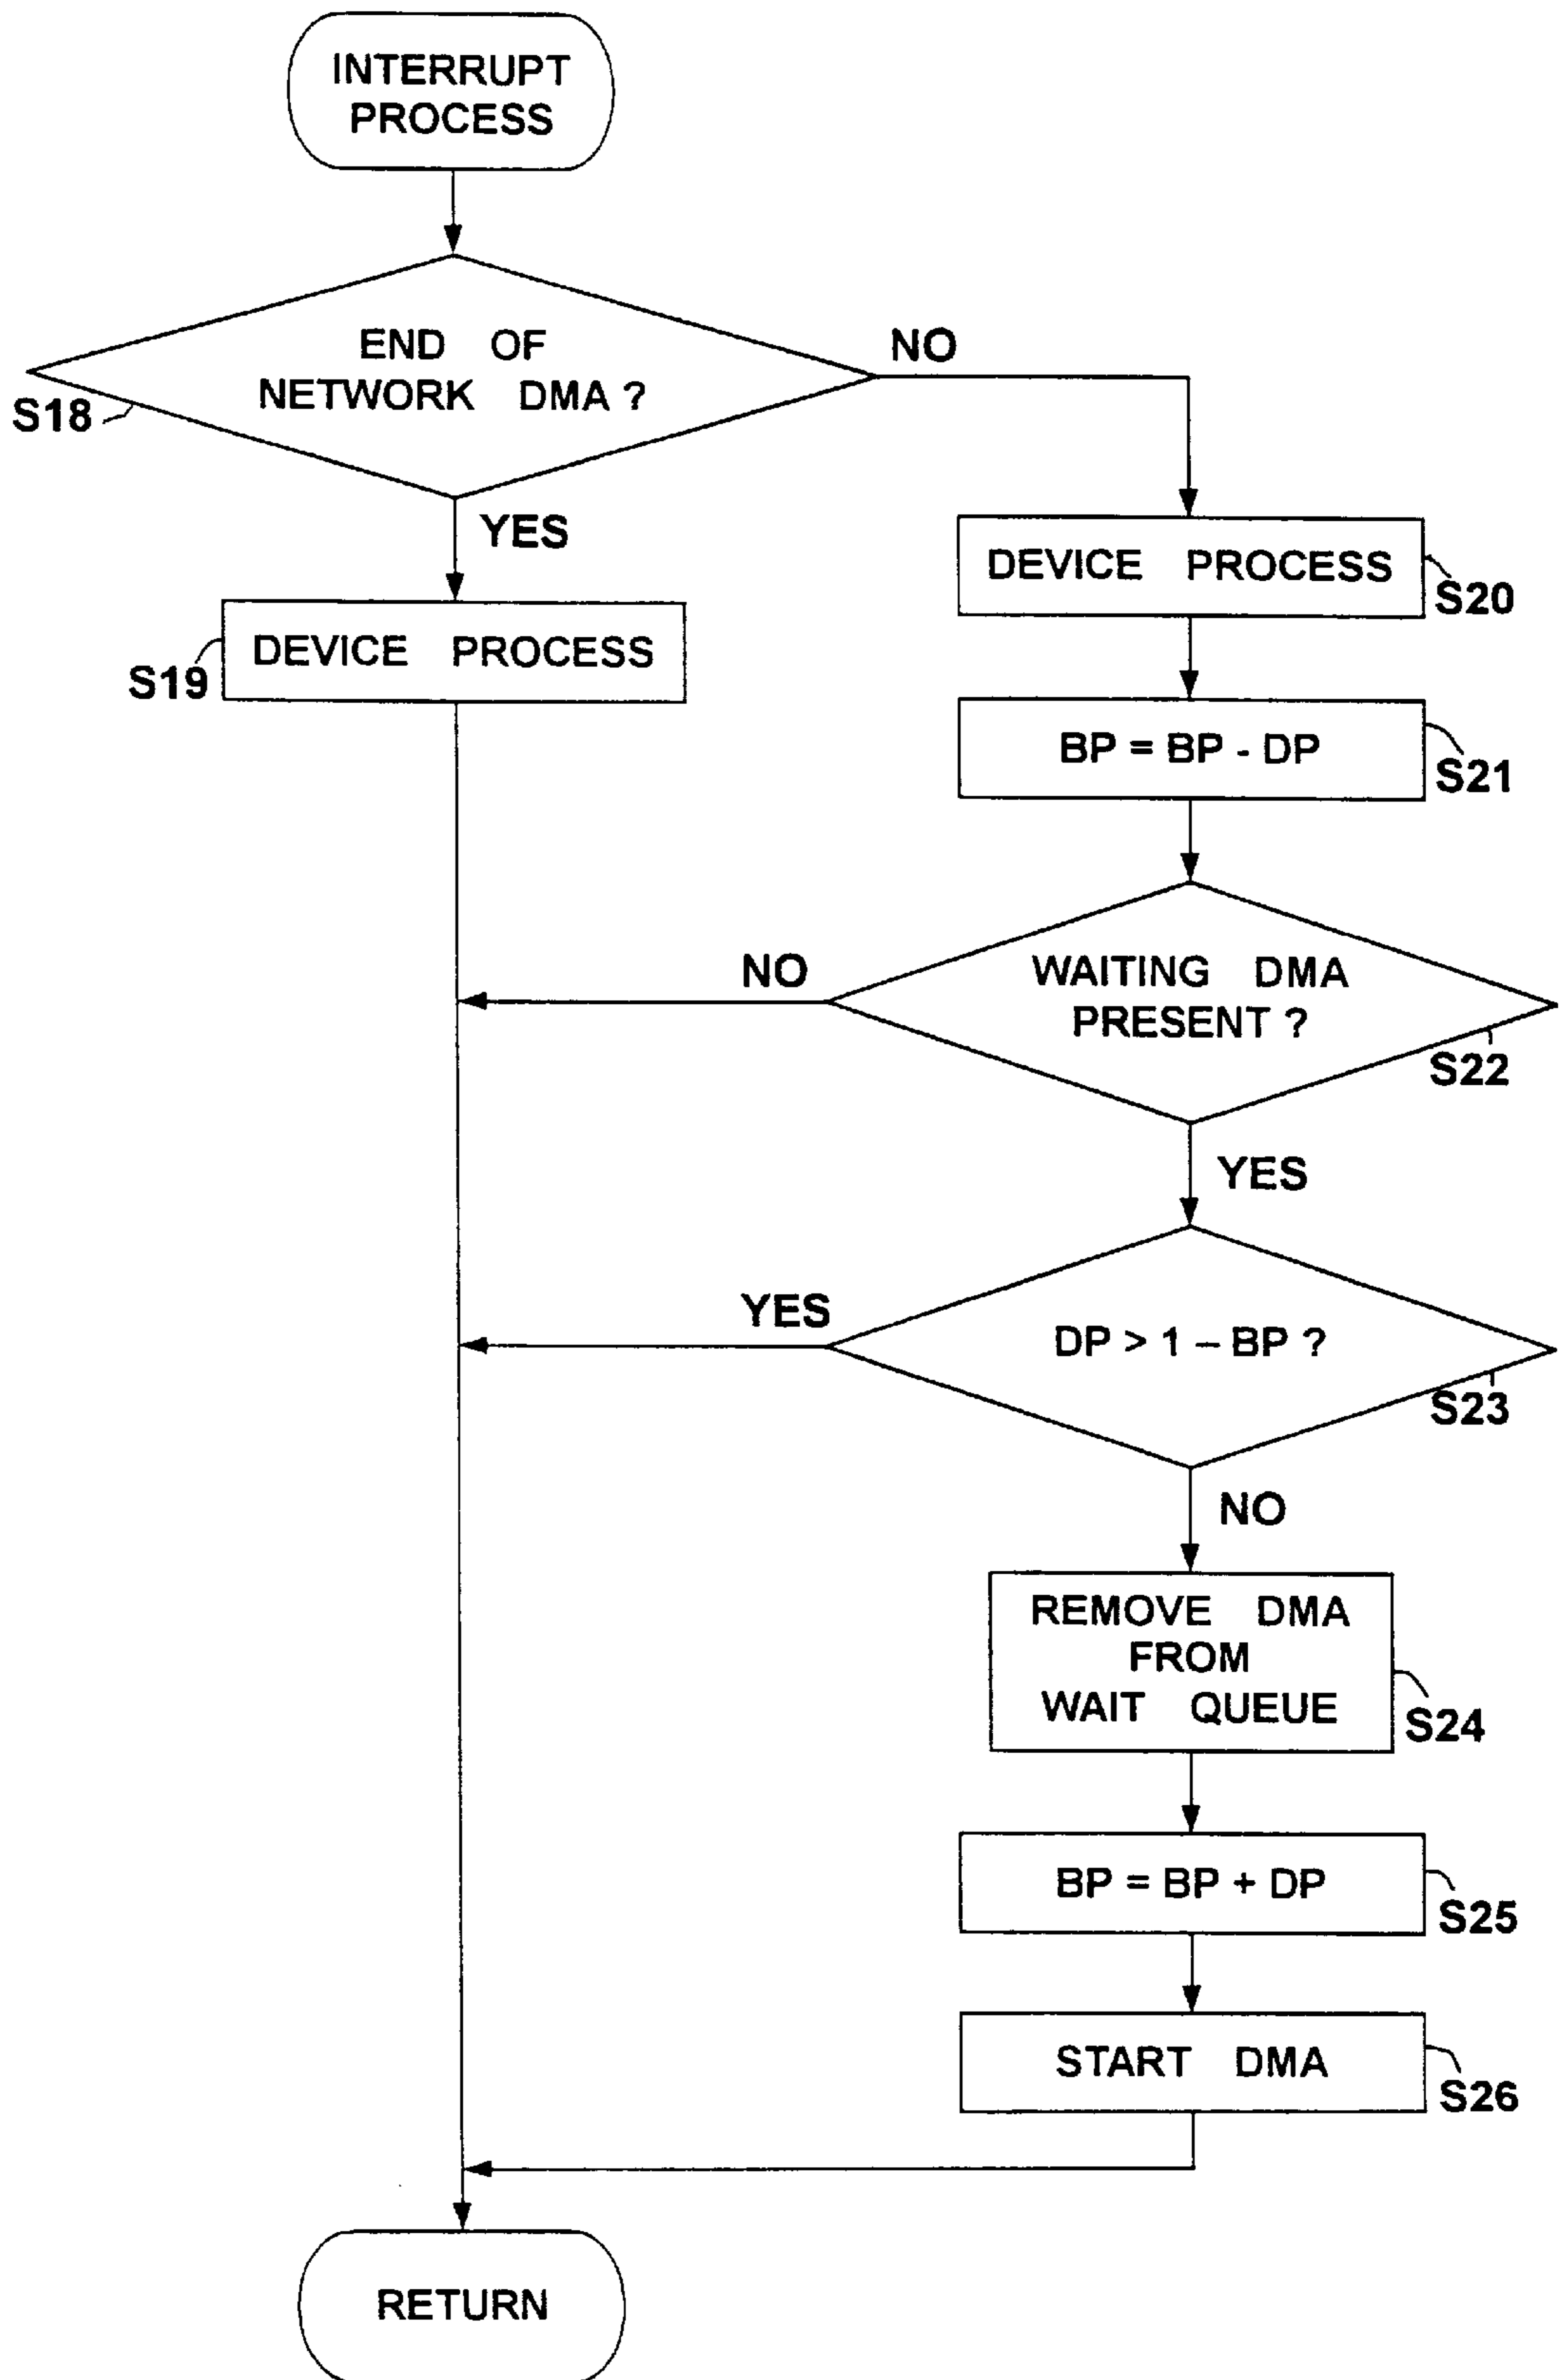 INTERRUPT
PROCESS
END OF
NETWORK DMA ?
NO
S18
YES
DEVICE PROCESS
S20
DEVICE PROCESS
S19
BP = BP - DP
S21
NO
WAITING DMA
PRESENT ?
S22
YES
YES
DP > 1 – BP ?
S23
NO
REMOVE DMA
FROM
WAIT QUEUE
S24
BP = BP + DP
S25
START DMA
S26
RETURN